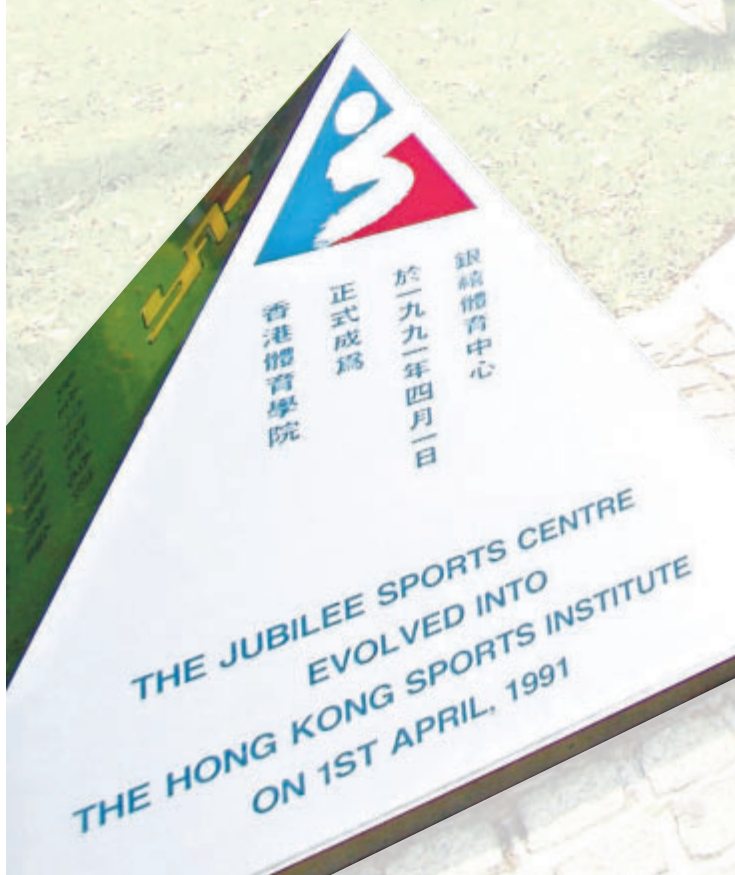 銀禧體育中心
於一九九一年四月一日
正式成為
香港體育學院
THE JUBILEE SPORTS CENTRE
EVOLVED INTO
THE HONG KONG SPORTS INSTITUTE
ON 1ST APRIL, 1991